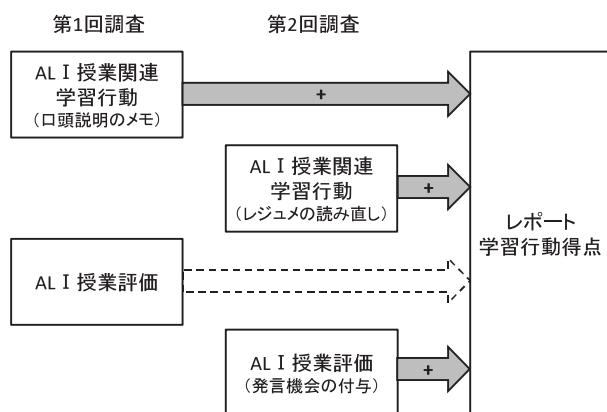 第1回調査
第2回調査
AL I 授業関連
学習行動
(口頭説明のメモ)
+
AL I 授業関連
学習行動
(レジュメの読み直し)
+
レポート
学習行動得点
AL I 授業評価
AL I 授業評価
(発言機会の付与)
+